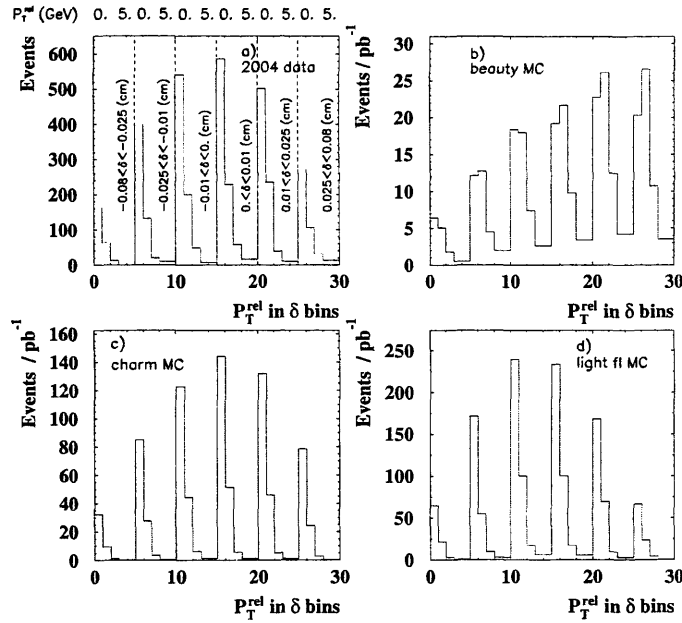 P_T^rel (GeV) 0. 5. 0. 5. 0. 5. 0. 5. 0. 5. 0. 5.
Events
600
500
400
300
200
100
0
a)
2004 data
-0.08<δ<-0.025 (cm)
-0.025<δ<-0.01 (cm)
-0.01<δ<0. (cm)
0.<δ<0.01 (cm)
0.01<δ<0.025 (cm)
0.025<δ<0.08 (cm)
0 10 20 30
P_T^rel in δ bins
Events / pb^-1
30
25
20
15
10
5
0
b)
beauty MC
0 10 20 30
P_T^rel in δ bins
Events / pb^-1
160
140
120
100
80
60
40
20
0
c)
charm MC
0 10 20 30
P_T^rel in δ bins
Events / pb^-1
250
200
150
100
50
0
d)
light fl MC
0 10 20 30
P_T^rel in δ bins